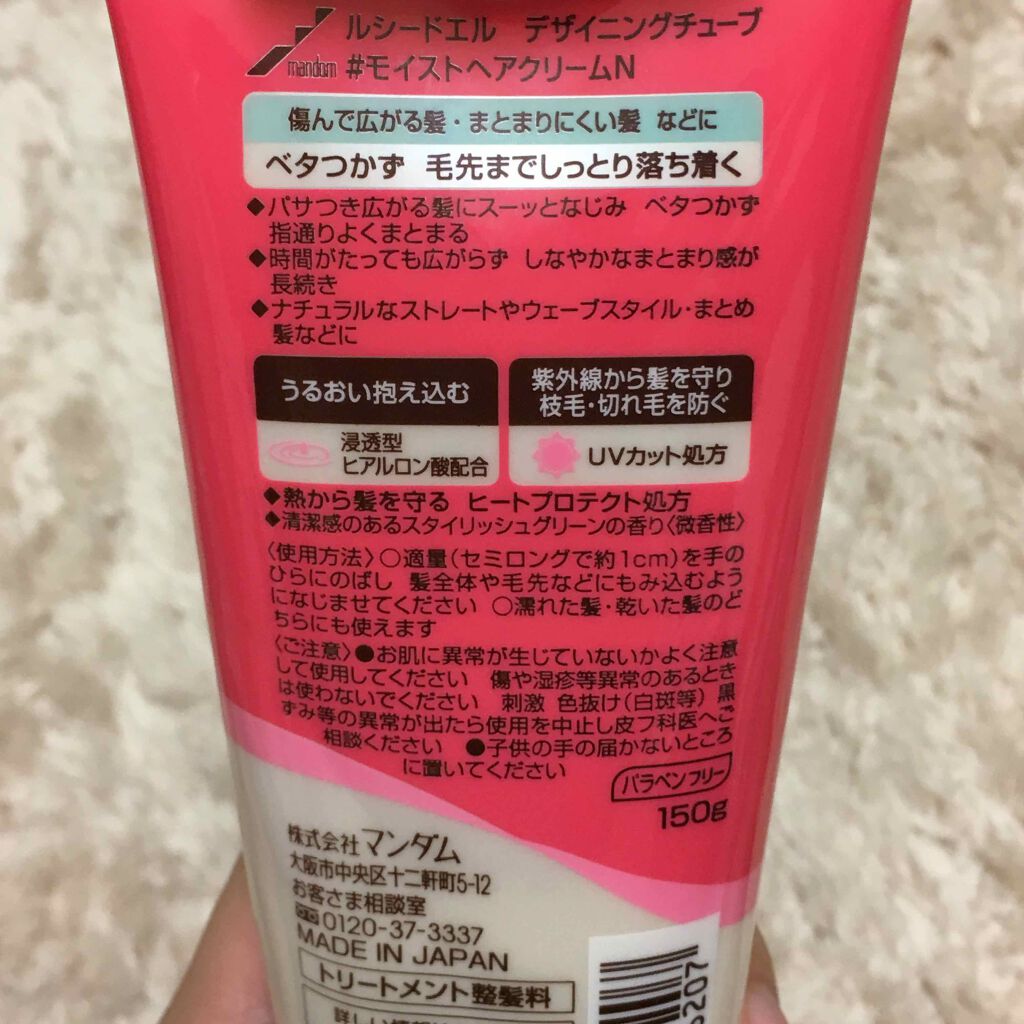 ルシードエル デザイニングチューブ
mandom #モイストヘアクリームN
傷んで広がる髪・まとまりにくい髪 などに
ベタつかず 毛先までしっとり落ち着く
◆パサつき広がる髪にスーッとなじみ ベタつかず
指通りよくまとまる
◆時間がたっても広がらず しなやかなまとまり感が
長続き
◆ナチュラルなストレートやウェーブスタイル・まとめ
髪などに
うるおい抱え込む
浸透型
ヒアルロン酸配合
紫外線から髪を守り
枝毛・切れ毛を防ぐ
UVカット処方
◆熱から髪を守る ヒートプロテクト処方
◆清潔感のあるスタイリッシュグリーンの香り〈微香性〉
〈使用方法〉○適量(セミロングで約1cm)を手の
ひらにのばし 髪全体や毛先などにもみ込むよう
になじませてください ○濡れた髪・乾いた髪のど
ちらにも使えます
〈ご注意〉●お肌に異常が生じていないかよく注意
して使用してください 傷や湿疹等異常のあるとき
は使わないでください 刺激 色抜け(白斑等) 黒
ずみ等の異常が出たら使用を中止し皮フ科医へご
相談ください ●子供の手の届かないところ
に置いてください
パラベンフリー
150g
株式会社マンダム
大阪市中央区十二軒町5-12
お客さま相談室
0120-37-3337
MADE IN JAPAN
トリートメント整髪料
5207